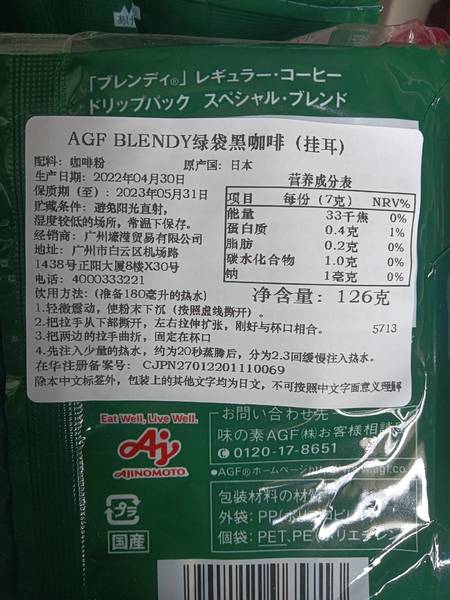 「ブレンディ®」レギュラー・コーヒー
ドリップパック スペシャル・ブレンド
AGF BLENDY绿袋黑咖啡（挂耳）
配料：咖啡粉 原产国：日本
生产日期：2022年04月30日
保质期（至）：2023年05月31日
贮藏条件：避免阳光直射，
湿度较低的场所，常温下保存。
经销商：广州濠滢贸易有限公司
地址：广州市白云区机场路
1438号正阳大厦8楼X30号
电话：4000333221
营养成分表
项目 每份（7克） NRV%
能量 33千焦 0%
蛋白质 0.4克 1%
脂肪 0.2克 0%
碳水化合物 1.0克 0%
钠 1毫克 0%
净含量：126克
饮用方法：(准备180毫升的热水)
1.轻微震动，使粉末下沉（按照虚线撕开）。
2.把拉手从下部撕开，左右拉伸扩张，刚好与杯口相合。 5713
3.把两边的拉手曲折，固定在杯口
4.先注入少量的热水，约为20秒蒸腾后，分为2.3回缓慢注入热水。
在华注册备案号：CJPN27012201110069
除本中文标签外，包装上的其他文字均为日文，不可按照中文字面意义理解
Eat Well, Live Well.
AJINOMOTO
プラ
国産
お問い合わせ先
味の素AGF㈱お客様相談
0120-17-8651
●AGF®ホームページ
包装材料の材質
外袋：PP
個袋：PET、PE